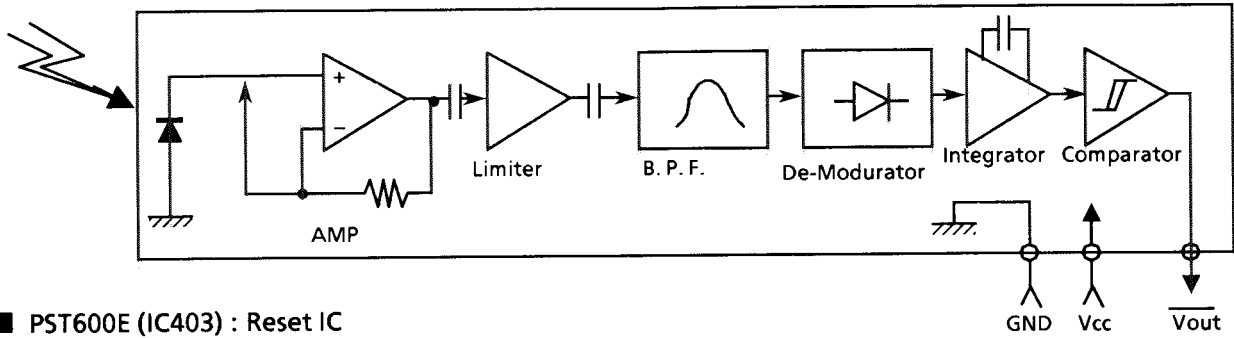 +
−
Limiter
B. P. F.
De-Modurator
Integrator
Comparator
AMP
GND
Vcc
Vout
■ PST600E (IC403) : Reset IC